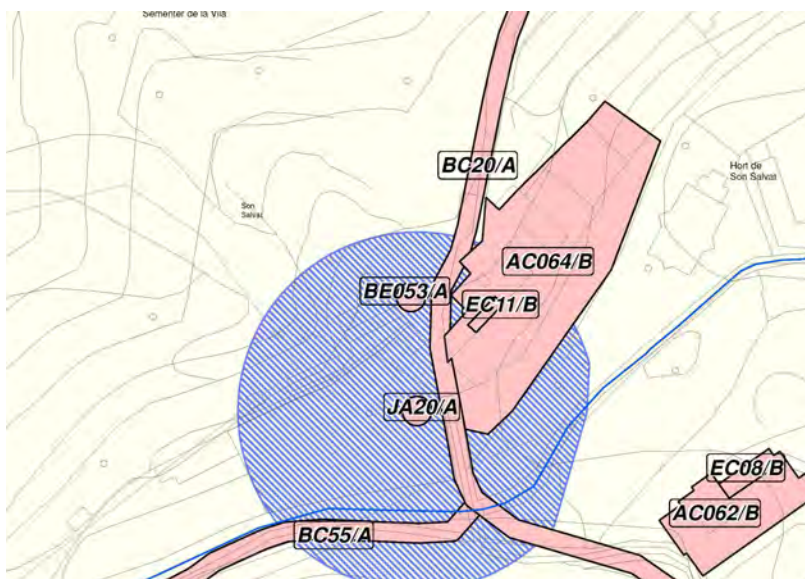 Sementer de la Vila
BC20/A
Hort de
Son Salvat
Son
Salvat
AC064/B
BE053/A
EC11/B
JA20/A
EC08/B
AC062/B
BC55/A